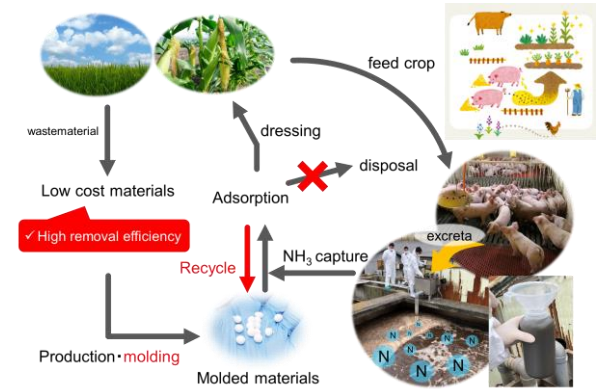 feed crop
wastematerial
dressing
disposal
Low cost materials
Adsorption
✓ High removal efficiency
excreta
Recycle
NH3 capture
N N N N N N N
Production・molding
Molded materials